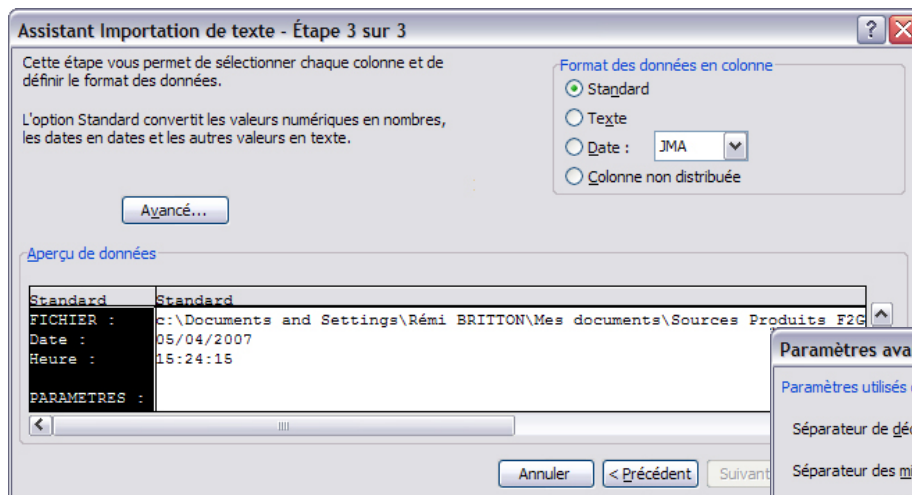 Assistant Importation de texte - Étape 3 sur 3
Cette étape vous permet de sélectionner chaque colonne et de
définir le format des données.
L'option Standard convertit les valeurs numériques en nombres,
les dates en dates et les autres valeurs en texte.
Avancé...
Format des données en colonne
Standard
Texte
Date : JMA
Colonne non distribuée
Aperçu de données
Standard Standard
FICHIER : c:\Documents and Settings\Rémi BRITTON\Mes documents\Sources Produits F2G
Date : 05/04/2007
Heure : 15:24:15
PARAMETRES :
Annuler < Précédent Suivant
Paramètres ava
Paramètres utilisés
Séparateur de déc
Séparateur des mi